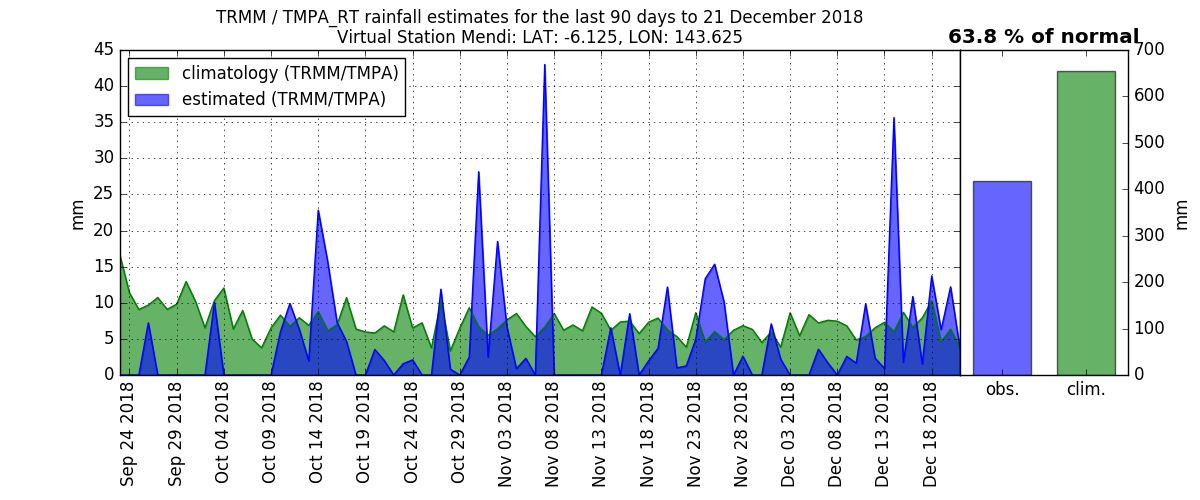 TRMM / TMPA_RT rainfall estimates for the last 90 days to 21 December 2018
Virtual Station Mendi: LAT: -6.125, LON: 143.625
63.8 % of normal
climatology (TRMM/TMPA)
estimated (TRMM/TMPA)
mm
45
40
35
30
25
20
15
10
5
0
Sep 24 2018
Sep 29 2018
Oct 04 2018
Oct 09 2018
Oct 14 2018
Oct 19 2018
Oct 24 2018
Oct 29 2018
Nov 03 2018
Nov 08 2018
Nov 13 2018
Nov 18 2018
Nov 23 2018
Nov 28 2018
Dec 03 2018
Dec 08 2018
Dec 13 2018
Dec 18 2018
obs.
clim.
700
600
500
400
300
200
100
0
mm